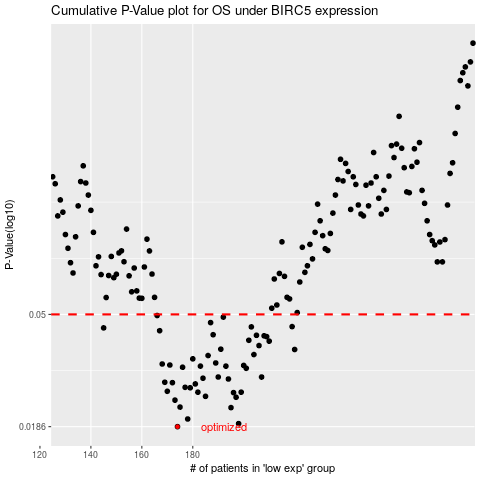 Cumulative P-Value plot for OS under BIRC5 expression
P-Value(log10)
0.05
0.0186
optimized
120 140 160 180
# of patients in 'low exp' group